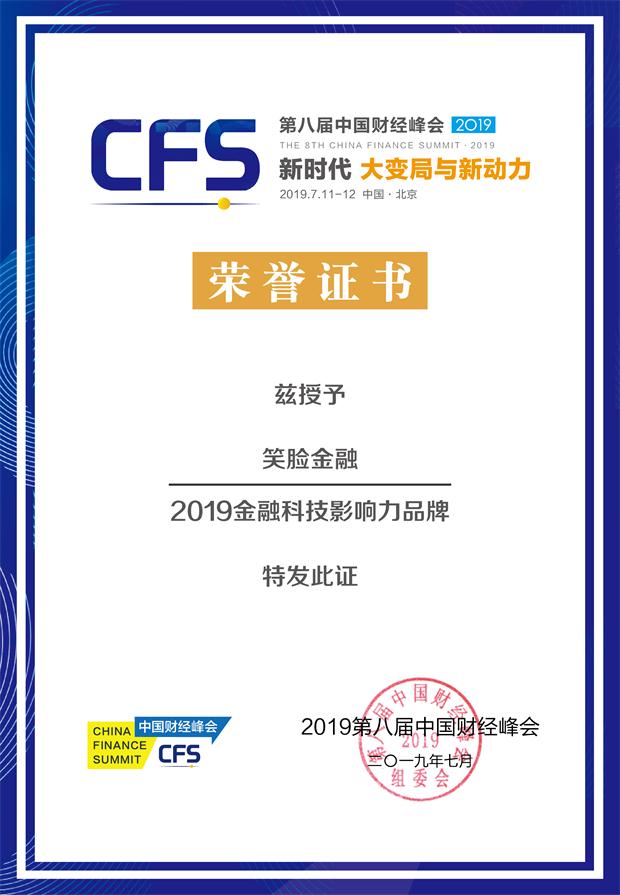 CFS
第八届中国财经峰会 2019
THE 8TH CHINA FINANCE SUMMIT · 2019
新时代 大变局与新动力
2019.7.11-12 中国 · 北京
荣誉证书
兹授予
笑脸金融
2019金融科技影响力品牌
特发此证
CHINA FINANCE SUMMIT
中国财经峰会
CFS
2019第八届中国财经峰会
二〇一九年七月
第八届中国财经峰会
2019
组委会